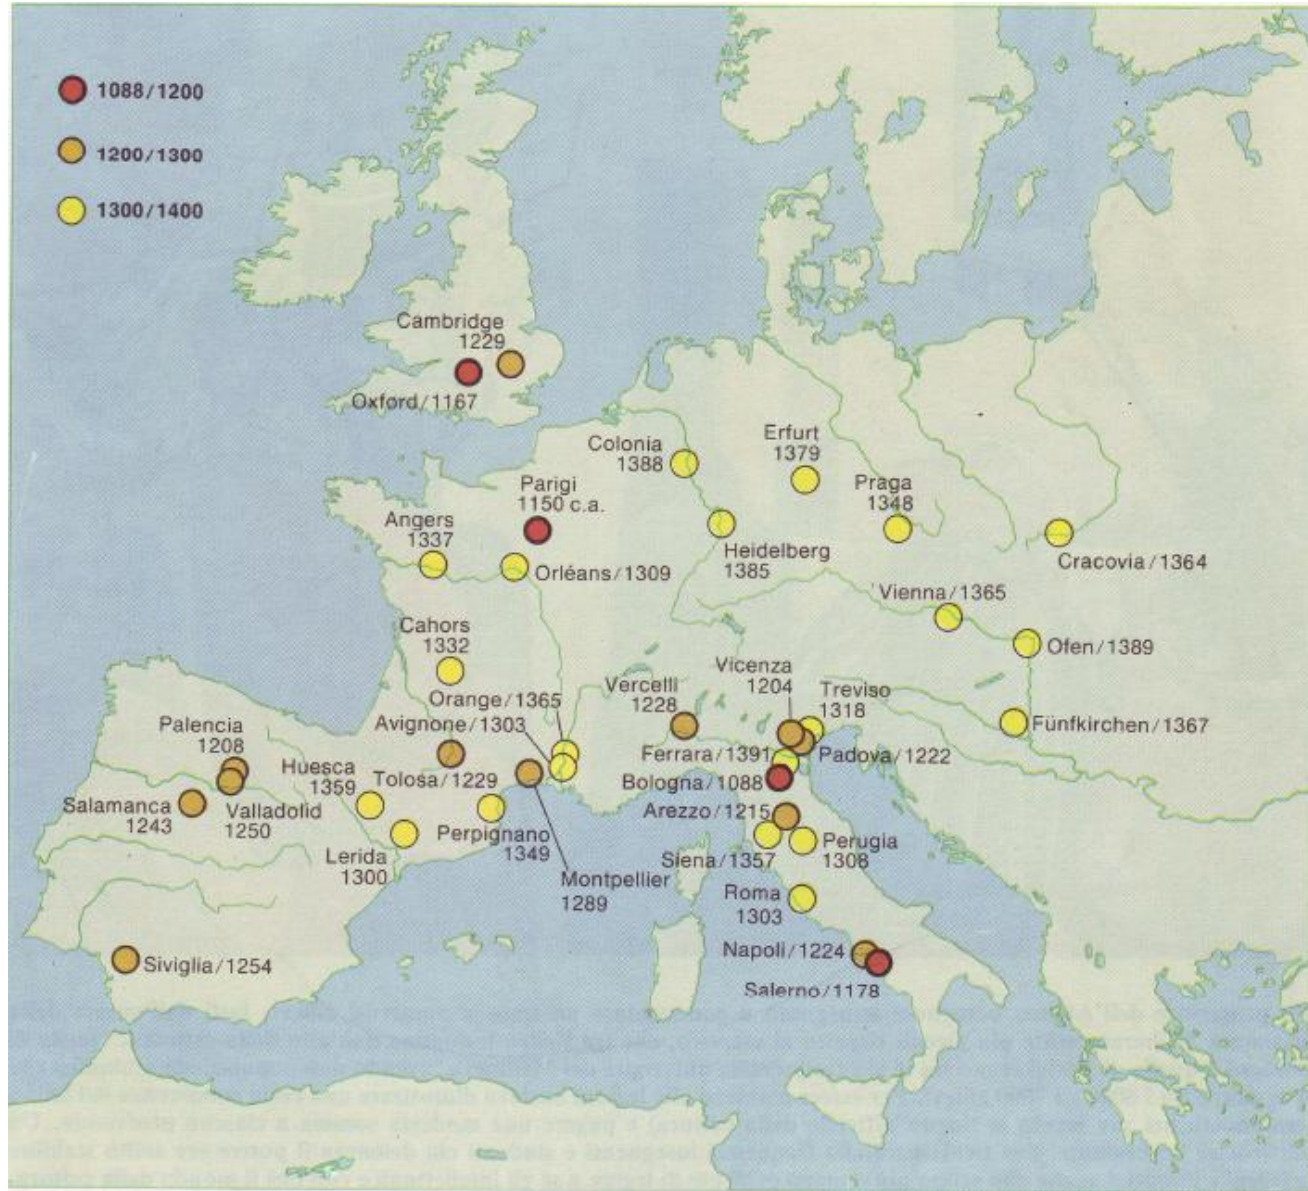 1088/1200
1200/1300
1300/1400
Cambridge
1229
Oxford/1167
Colonia
1388
Erfurt
1379
Parigi
1150 c.a.
Praga
1348
Angers
1337
Orléans/1309
Heidelberg
1385
Cracovia/1364
Vienna/1365
Cahors
1332
Ofen/1389
Vicenza
1204
Vercelli
1228
Treviso
1318
Orange/1365
Avignone/1303
Palencia
1208
Fünfkirchen/1367
Ferrara/1391
Padova/1222
Huesca
1359
Tolosa/1229
Bologna/1088
Salamanca
1243
Valladolid
1250
Arezzo/1215
Perpignano
1349
Lerida
1300
Siena/1357
Perugia
1308
Montpellier
1289
Roma
1303
Napoli/1224
Siviglia/1254
Salerno/1178